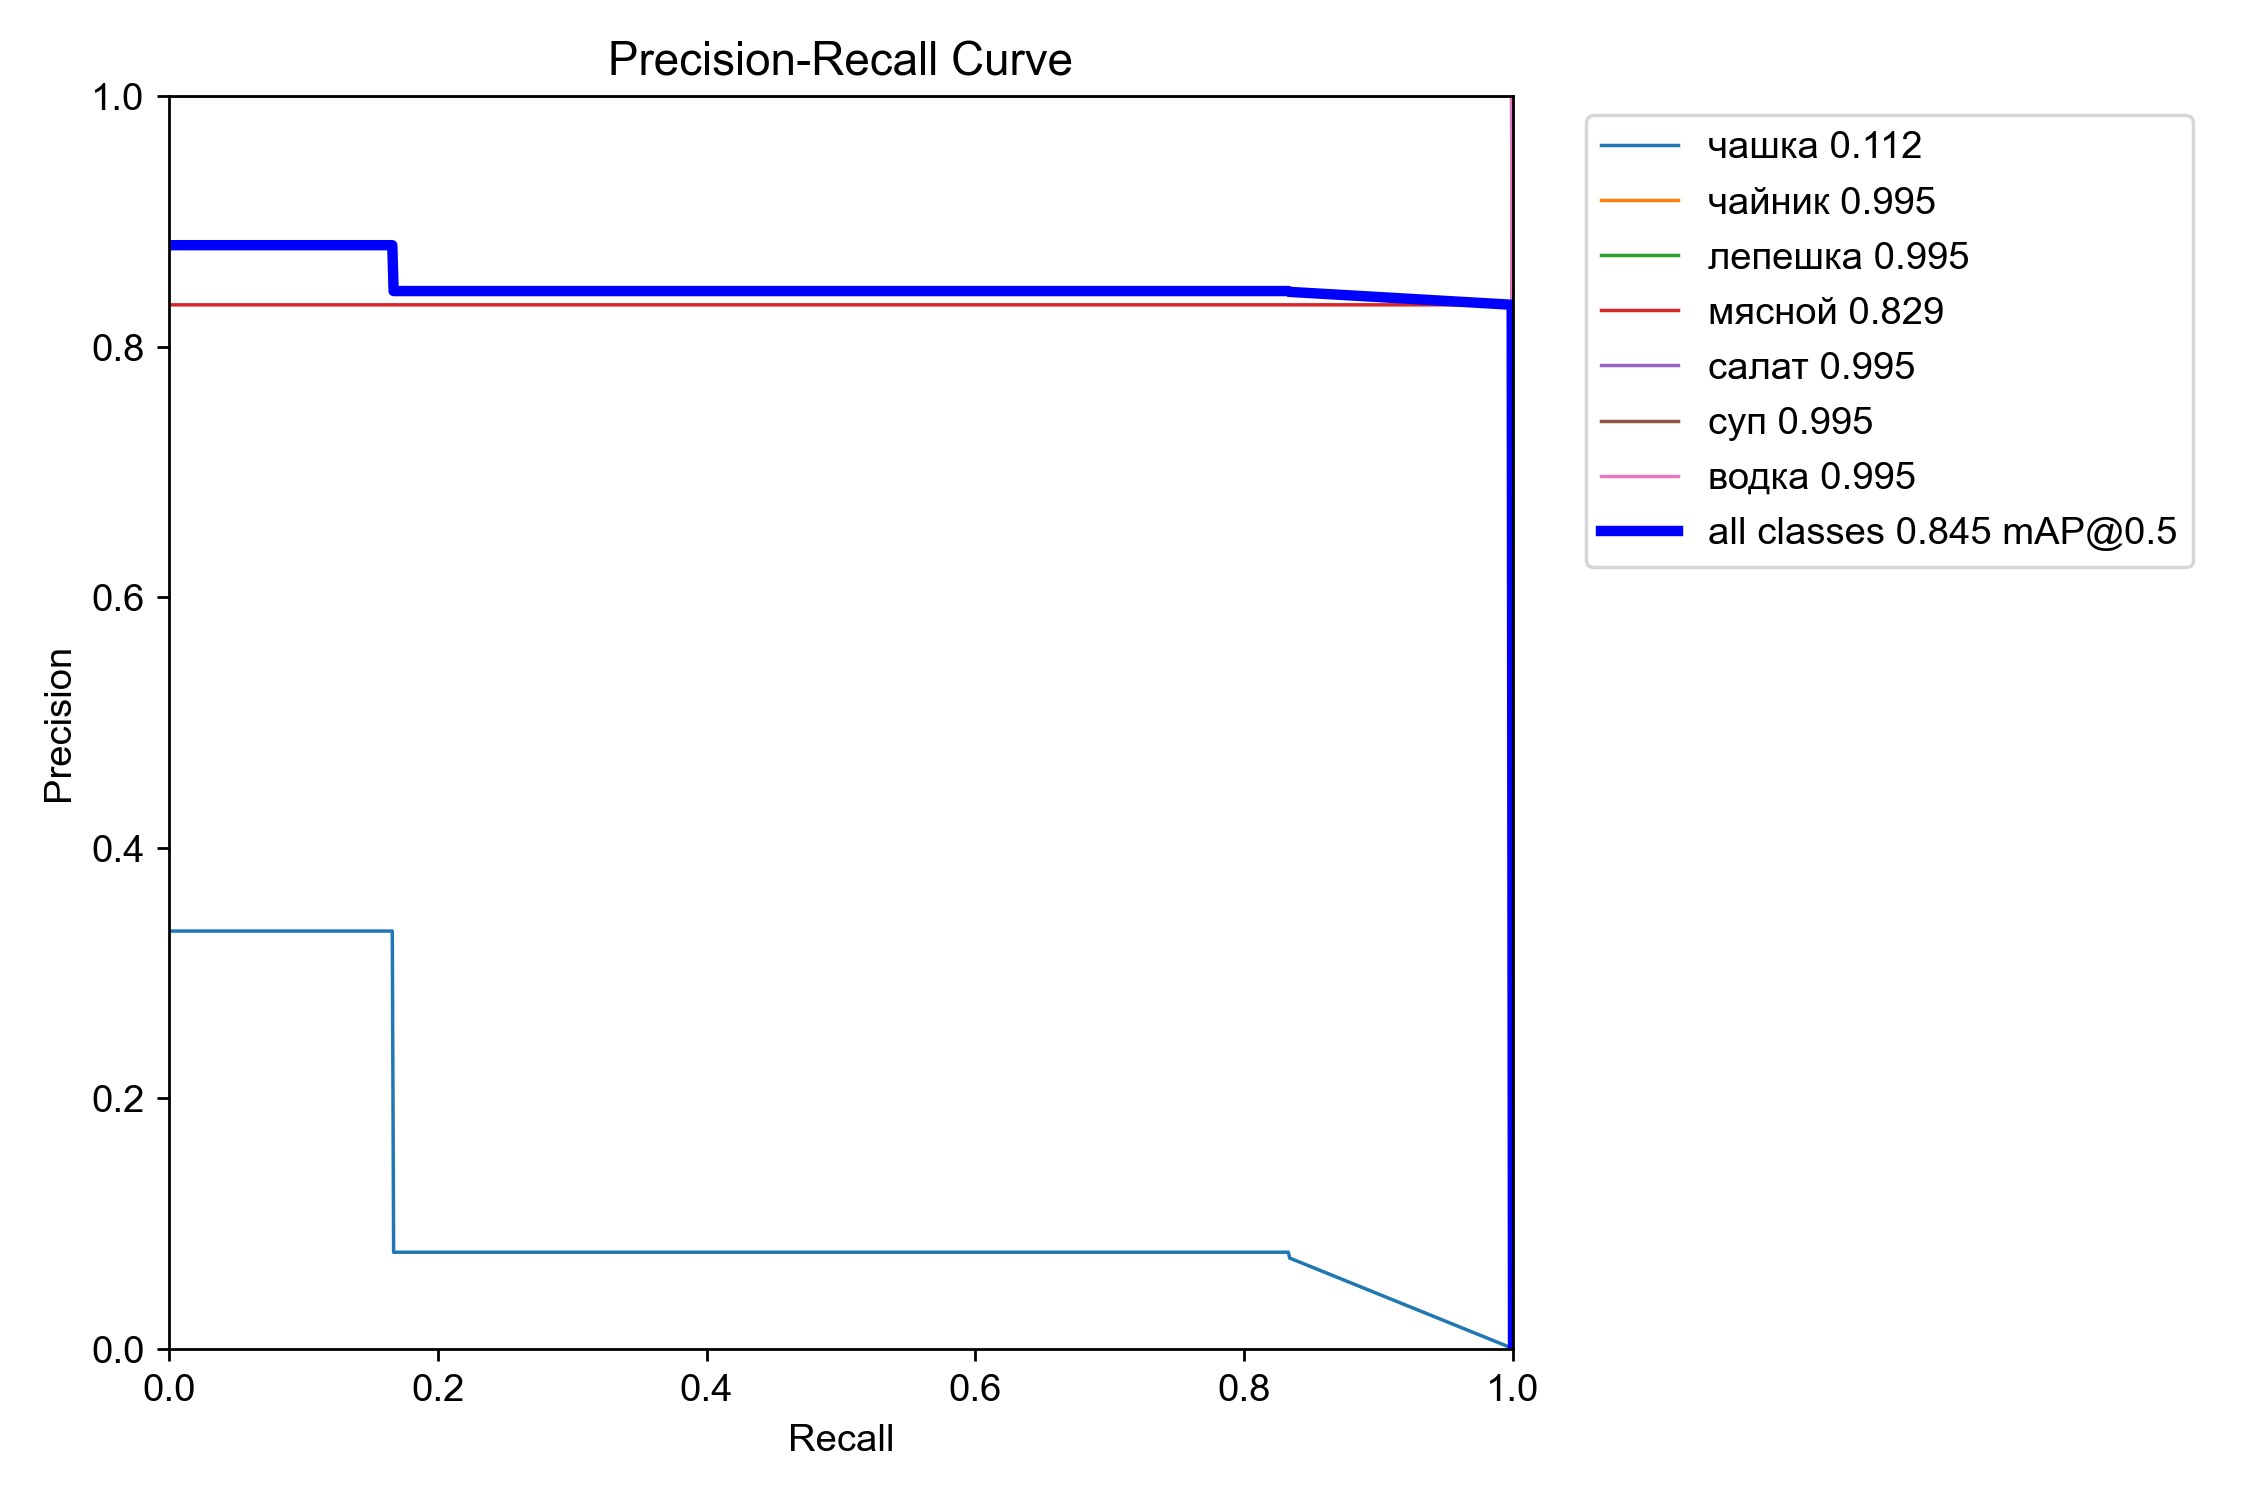 Precision-Recall Curve
1.0
0.8
0.6
0.4
0.2
0.0
Precision
0.0 0.2 0.4 0.6 0.8 1.0
Recall
чашка 0.112
чайник 0.995
лепешка 0.995
мясной 0.829
салат 0.995
суп 0.995
водка 0.995
all classes 0.845 mAP@0.5